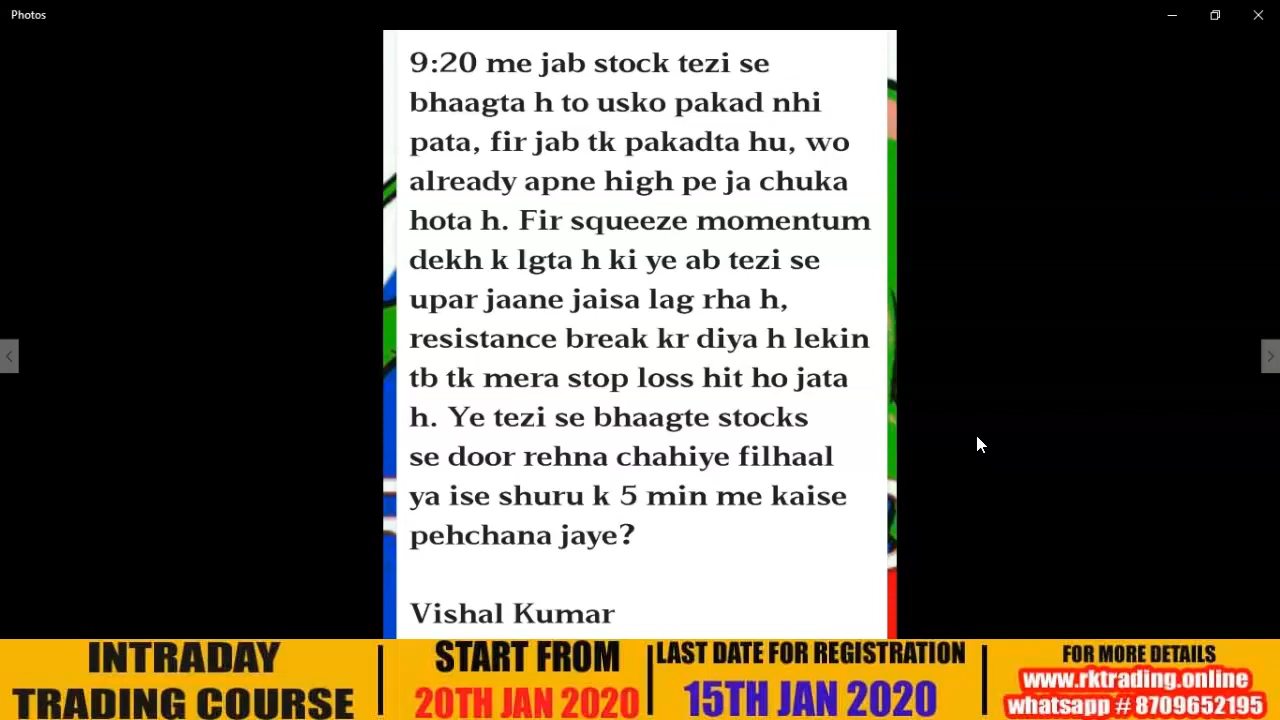 Photos
9:20 me jab stock tezi se
bhaagta h to usko pakad nhi
pata, fir jab tk pakadta hu, wo
already apne high pe ja chuka
hota h. Fir squeeze momentum
dekh k lgta h ki ye ab tezi se
upar jaane jaisa lag rha h,
resistance break kr diya h lekin
tb tk mera stop loss hit ho jata
h. Ye tezi se bhaagte stocks
se door rehna chahiye filhaal
ya ise shuru k 5 min me kaise
pehchana jaye?
Vishal Kumar
INTRADAY
TRADING COURSE
START FROM
20TH JAN 2020
LAST DATE FOR REGISTRATION
15TH JAN 2020
FOR MORE DETAILS
www.rktrading.online
whatsapp # 8709652195